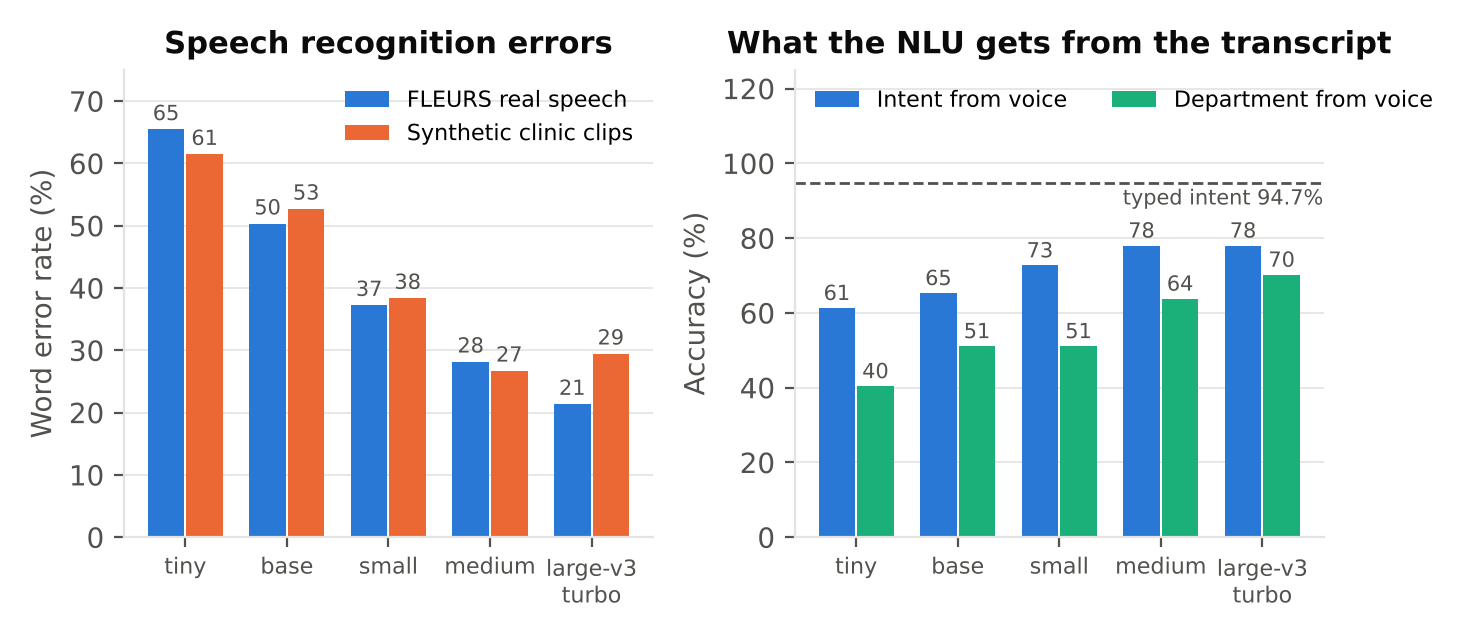 Speech recognition errors
FLEURS real speech
Synthetic clinic clips
Word error rate (%)
70
60
50
40
30
20
10
0
65
61
50
53
37
38
28
27
21
29
tiny
base
small
medium
large-v3
turbo
What the NLU gets from the transcript
Intent from voice
Department from voice
Accuracy (%)
120
100
80
60
40
20
0
typed intent 94.7%
61
40
65
51
73
51
78
64
78
70
tiny
base
small
medium
large-v3
turbo